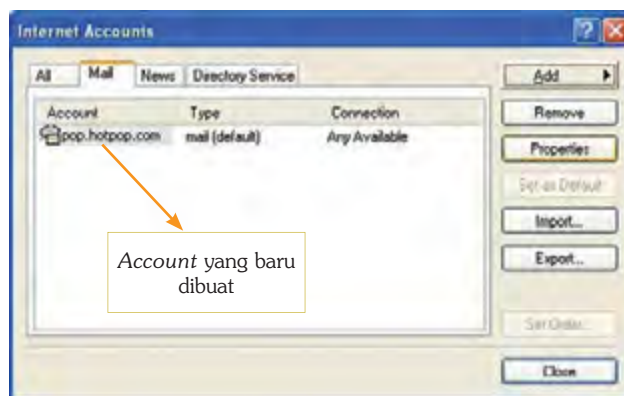 Internet Accounts
All Mail News Directory Service
Add
Account Type Connection
Remove
pop.hotpop.com mail (default) Any Available
Properties
Set as Default
Import...
Export...
Account yang baru
dibuat
Set Order...
Close